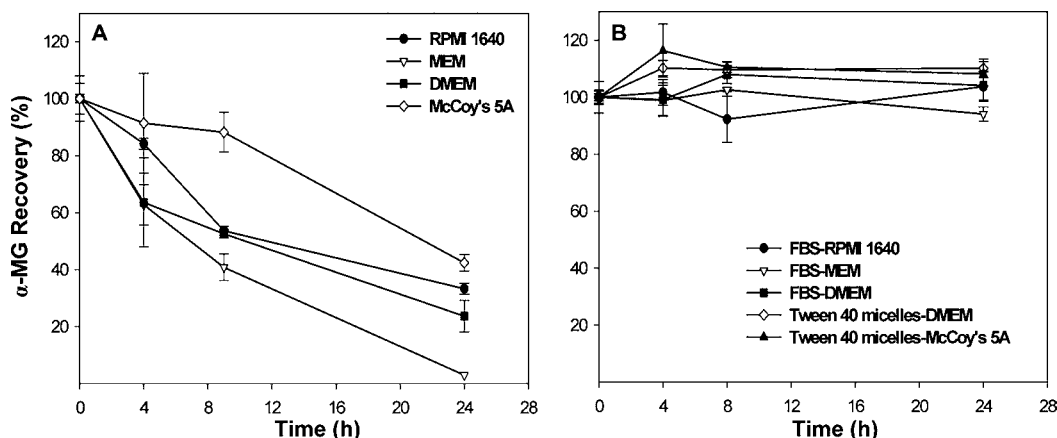 A
RPMI 1640
MEM
DMEM
McCoy's 5A
α-MG Recovery (%)
120
100
80
60
40
20
0 4 8 12 16 20 24 28
Time (h)
B
FBS-RPMI 1640
FBS-MEM
FBS-DMEM
Tween 40 micelles-DMEM
Tween 40 micelles-McCoy's 5A
120
100
80
60
40
20
0 4 8 12 16 20 24 28
Time (h)